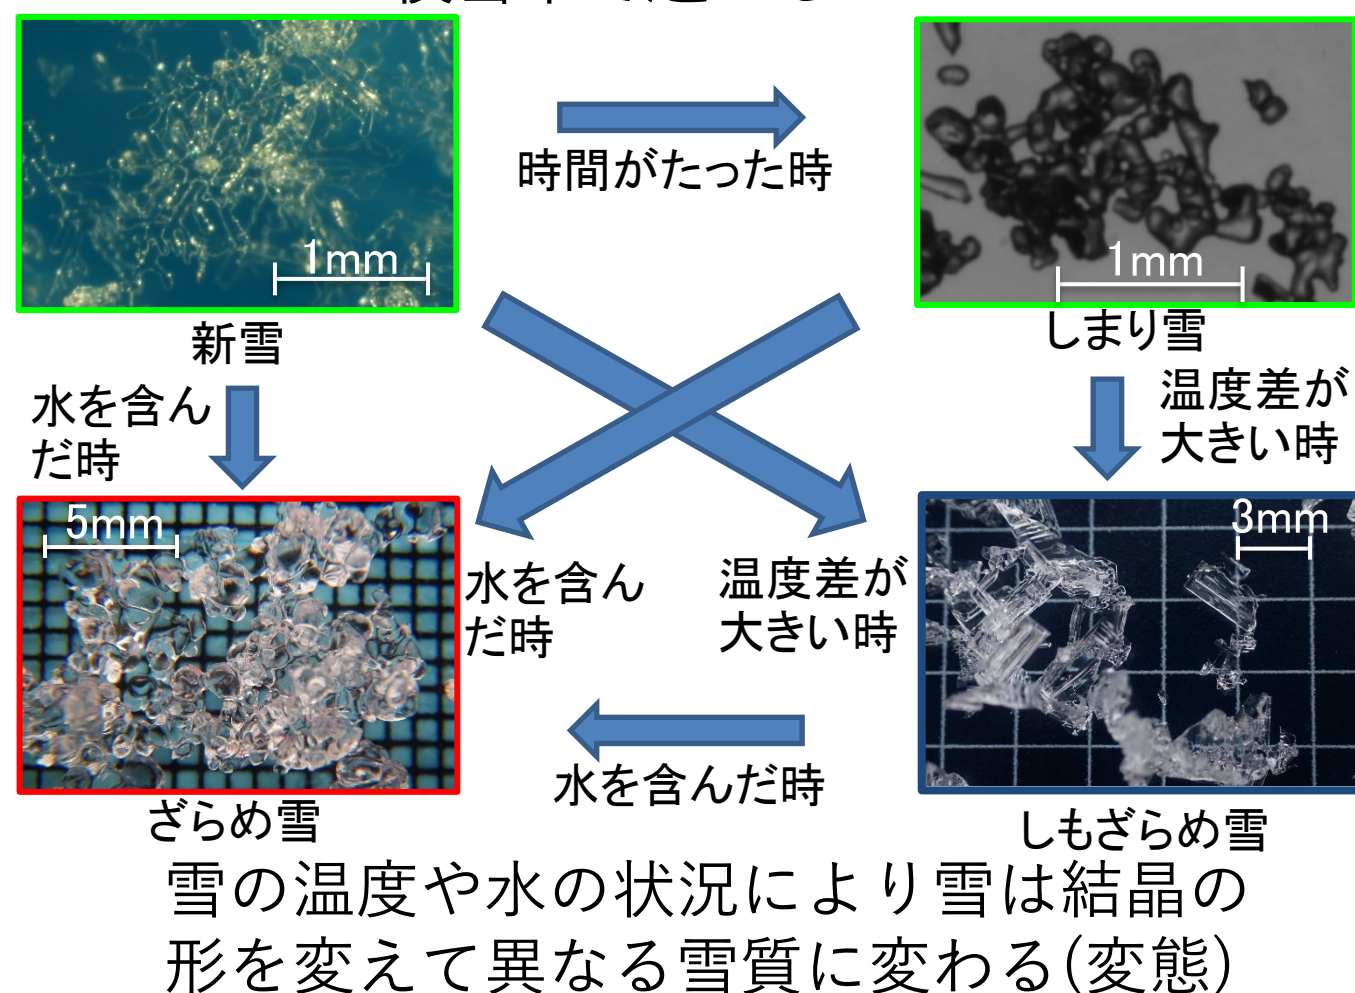 時間がたった時
1mm
1mm
新雪
しまり雪
水を含ん
だ時
温度差が
大きい時
5mm
3mm
水を含ん
だ時
温度差が
大きい時
水を含んだ時
ざらめ雪
しもざらめ雪
雪の温度や水の状況により雪は結晶の
形を変えて異なる雪質に変わる(変態)